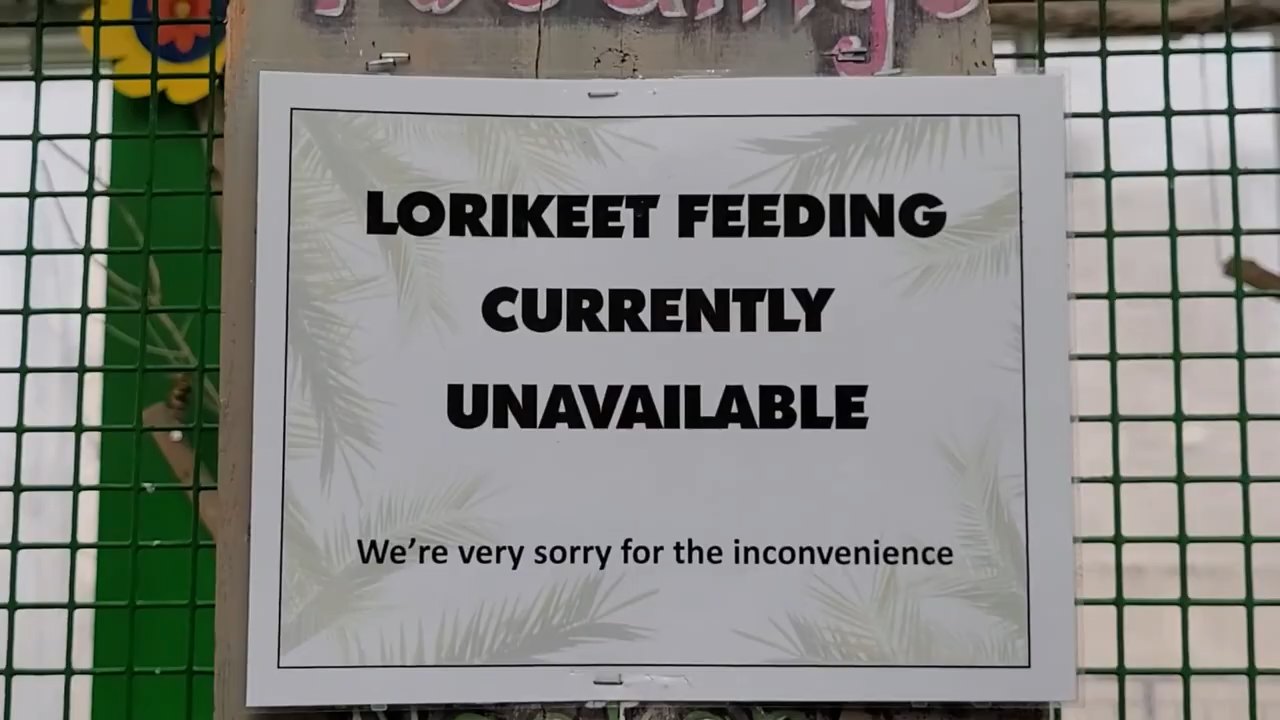 LORIKEET FEEDING
CURRENTLY
UNAVAILABLE
We're very sorry for the inconvenience